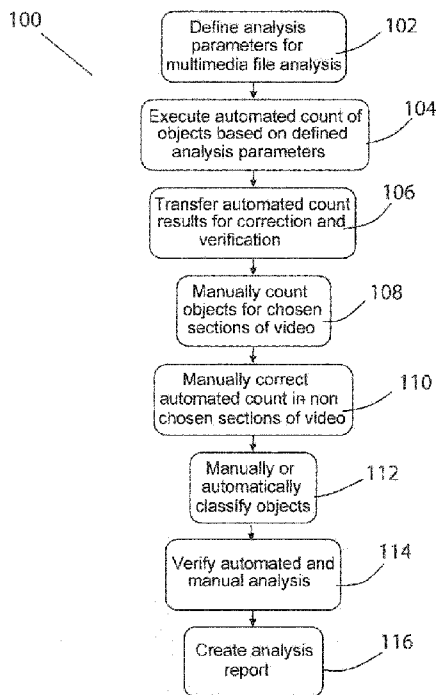 100
Define analysis
parameters for
multimedia file analysis
102
Execute automated count of
objects based on defined
analysis parameters
104
Transfer automated count
results for correction and
verification
106
Manually count
objects for chosen
sections of video
108
Manually correct
automated count in non
chosen sections of video
110
Manually or
automatically
classify objects
112
Verify automated and
manual analysis
114
Create analysis
report
116